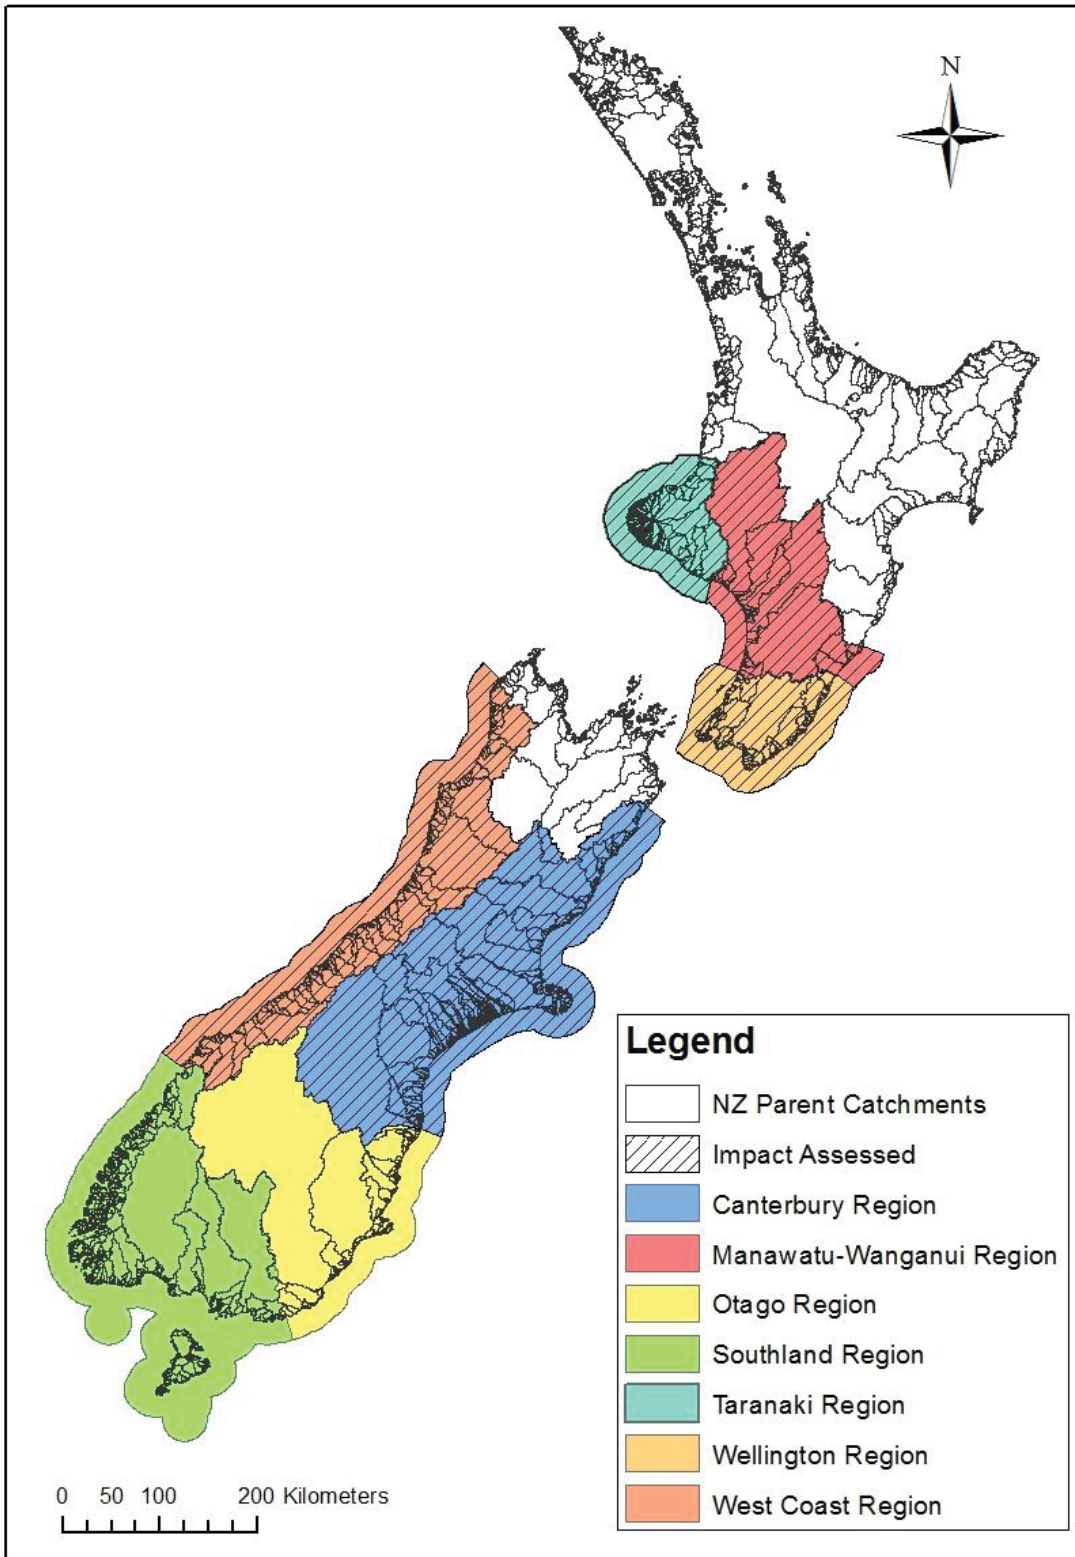 N
Legend
NZ Parent Catchments
Impact Assessed
Canterbury Region
Manawatu-Wanganui Region
Otago Region
Southland Region
Taranaki Region
Wellington Region
West Coast Region
0 50 100 200 Kilometers